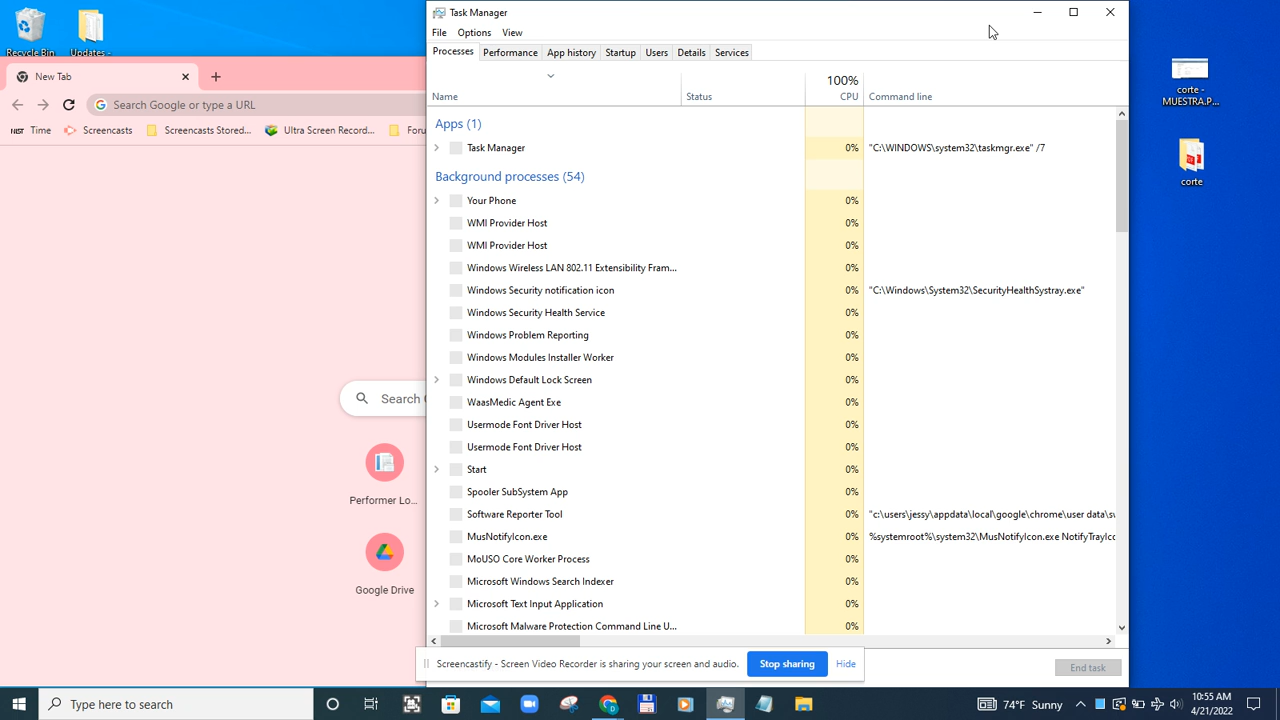 Recycle Bin
Updates -
New Tab
Search Google or type a URL
NIST Time
Screencasts
Screencasts Stored...
Ultra Screen Record...
Search
Performer Lo...
Google Drive
Task Manager
File Options View
Processes Performance App history Startup Users Details Services
100%
Name Status CPU Command line
Apps (1)
Task Manager 0% "C:\WINDOWS\system32\taskmgr.exe" /7
Background processes (54)
Your Phone 0%
WMI Provider Host 0%
WMI Provider Host 0%
Windows Wireless LAN 802.11 Extensibility Fram... 0%
Windows Security notification icon 0% "C:\Windows\System32\SecurityHealthSystray.exe"
Windows Security Health Service 0%
Windows Problem Reporting 0%
Windows Modules Installer Worker 0%
Windows Default Lock Screen 0%
WaasMedic Agent Exe 0%
Usermode Font Driver Host 0%
Usermode Font Driver Host 0%
Start 0%
Spooler SubSystem App 0%
Software Reporter Tool 0% "c:\users\jessy\appdata\local\google\chrome\user data\
MusNotifyIcon.exe 0% %systemroot%\system32\MusNotifyIcon.exe
MoUSO Core Worker Process 0%
Microsoft Windows Search Indexer 0%
Microsoft Text Input Application 0%
Microsoft Malware Protection Command Line U... 0%
Screencastify - Screen Video Recorder is sharing your screen and audio. Stop sharing Hide
End task
corte -
MUESTRA.P...
corte
Type here to search
74°F Sunny
10:55 AM
4/21/2022